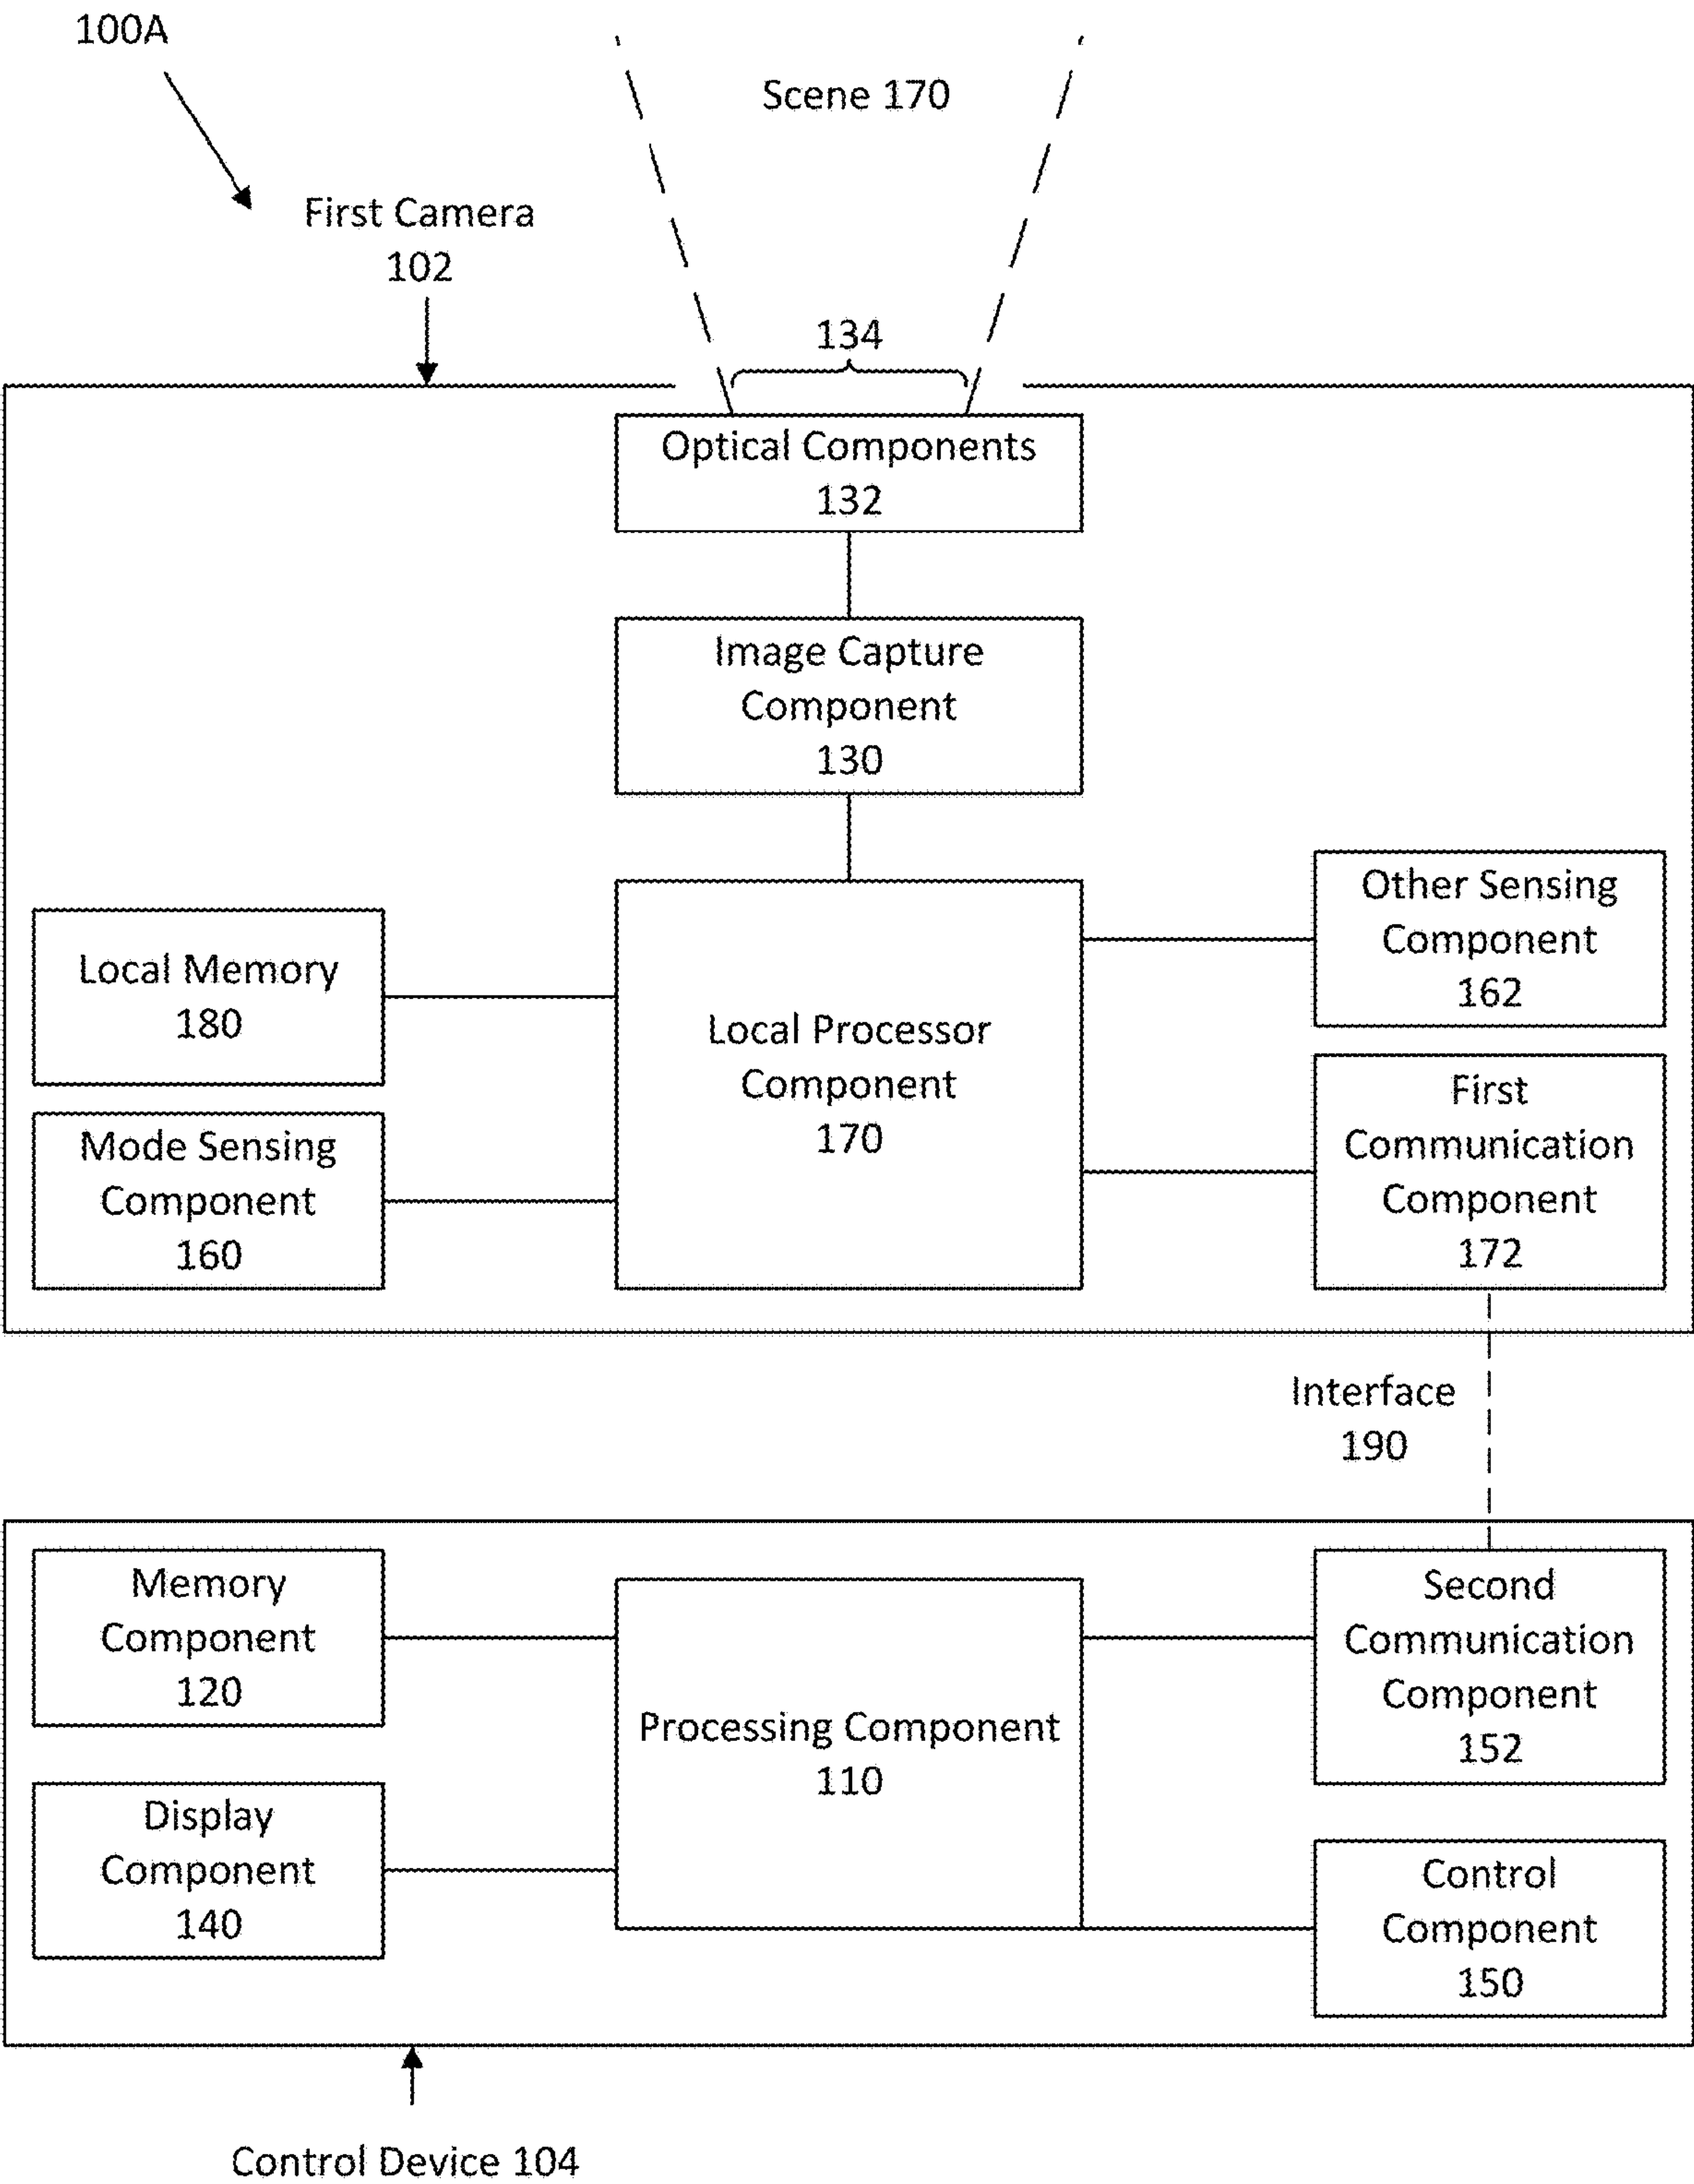 100A
Scene 170
First Camera
102
134
Optical Components
132
Image Capture
Component
130
Other Sensing
Component
162
Local Memory
180
Local Processor
Component
170
First
Communication
Component
172
Mode Sensing
Component
160
Interface
190
Memory
Component
120
Processing Component
110
Second
Communication
Component
152
Display
Component
140
Control
Component
150
Control Device 104